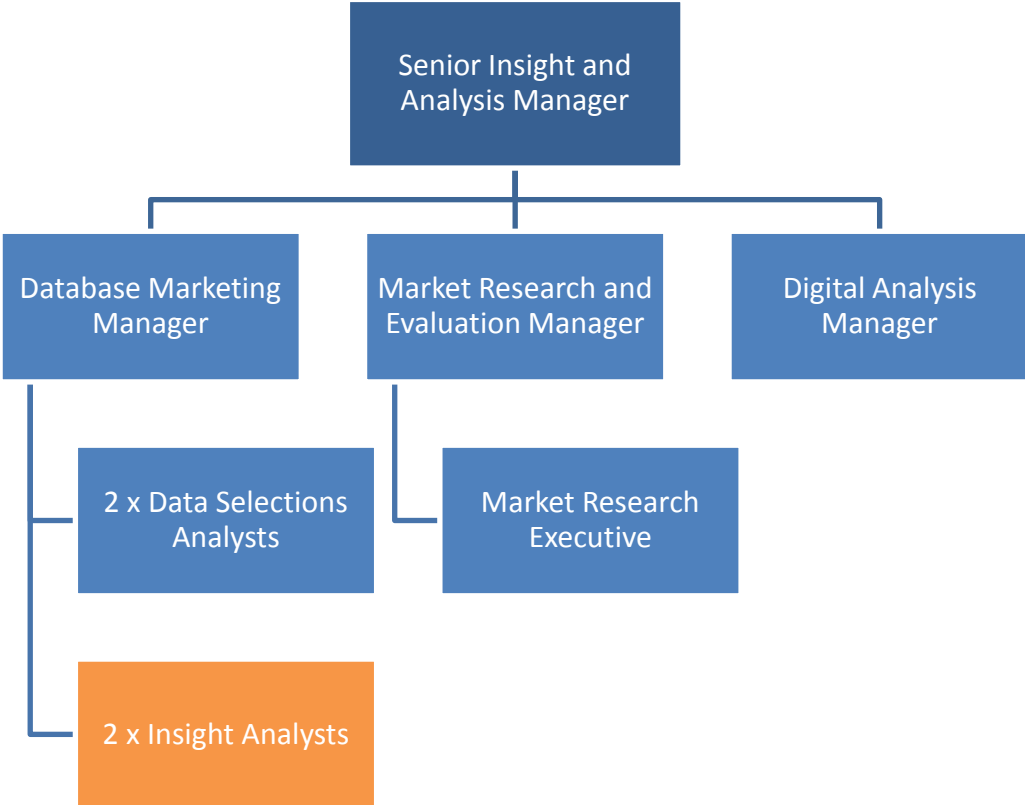 Senior Insight and
Analysis Manager
Database Marketing
Manager
Market Research and
Evaluation Manager
Digital Analysis
Manager
2 x Data Selections
Analysts
Market Research
Executive
2 x Insight Analysts